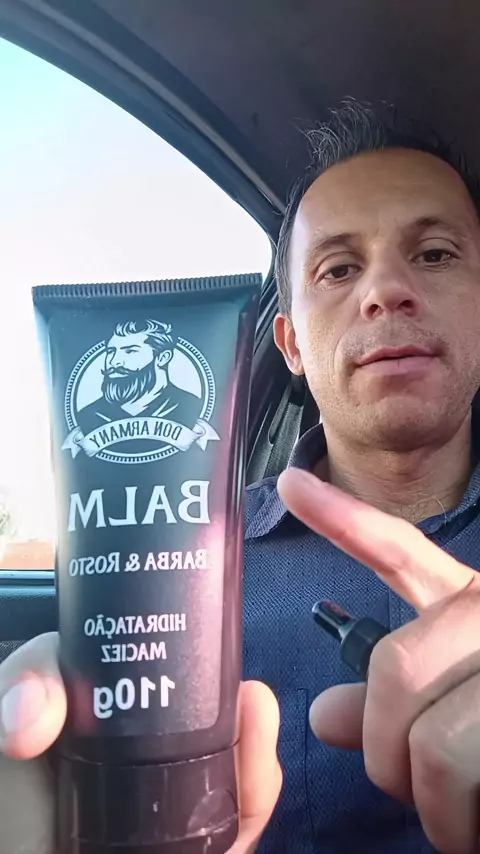 DON ARMANY
BALM
BARBA & ROSTO
HIDRATAÇÃO
MACIEZ
110g